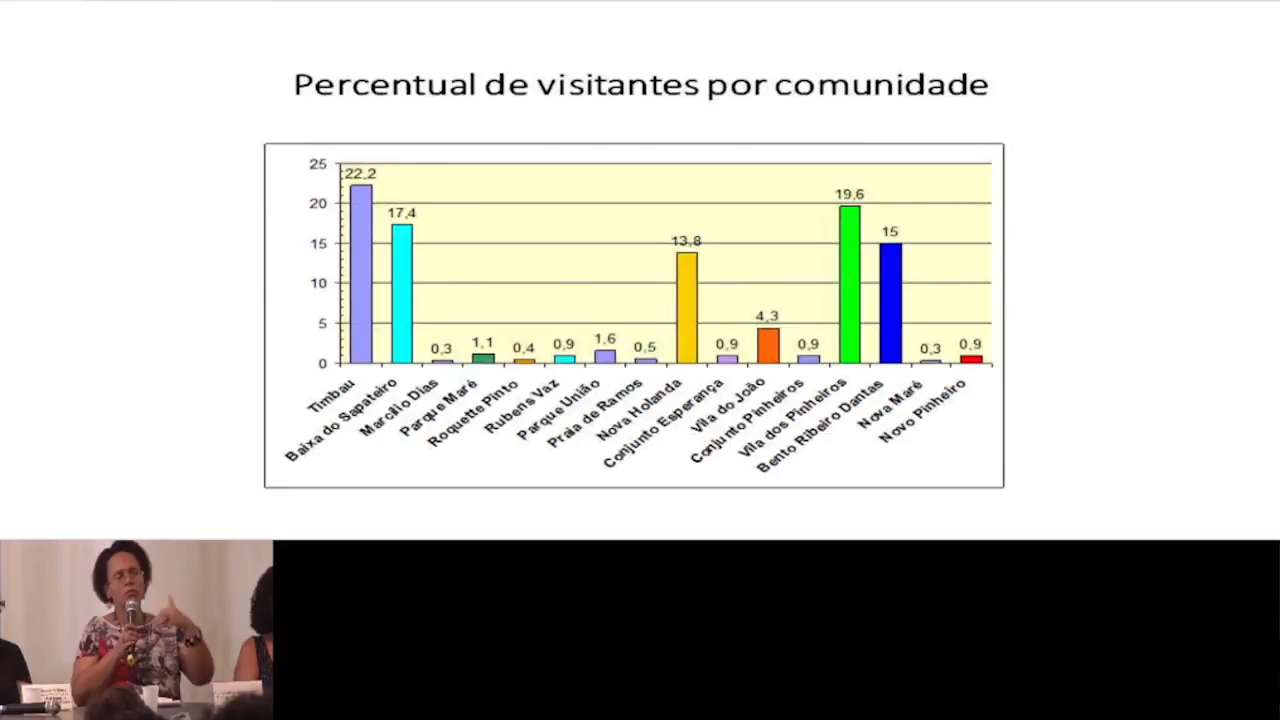 Percentual de visitantes por comunidade
25
20
15
10
5
0
22,2
17,4
0,3
1,1
0,4
0,9
1,6
0,5
13,8
0,9
4,3
0,9
19,6
15
0,3
0,9
Timbau
Baixa do Sapateiro
Marcílio Dias
Parque Maré
Roquette Pinto
Rubens Vaz
Parque União
Praia de Ramos
Nova Holanda
Conjunto Esperança
Vila do João
Conjunto Pinheiros
Vila dos Pinheiros
Bento Ribeiro Dantas
Nova Maré
Novo Pinheiro